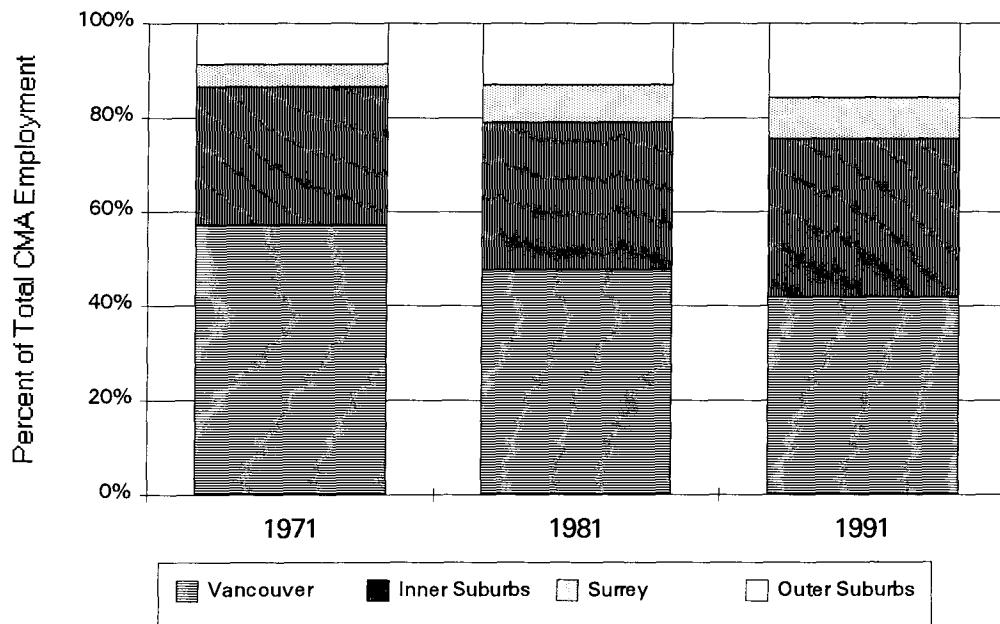 Percent of Total CMA Employment
100%
80%
60%
40%
20%
0%
1971 1981 1991
Vancouver Inner Suburbs Surrey Outer Suburbs